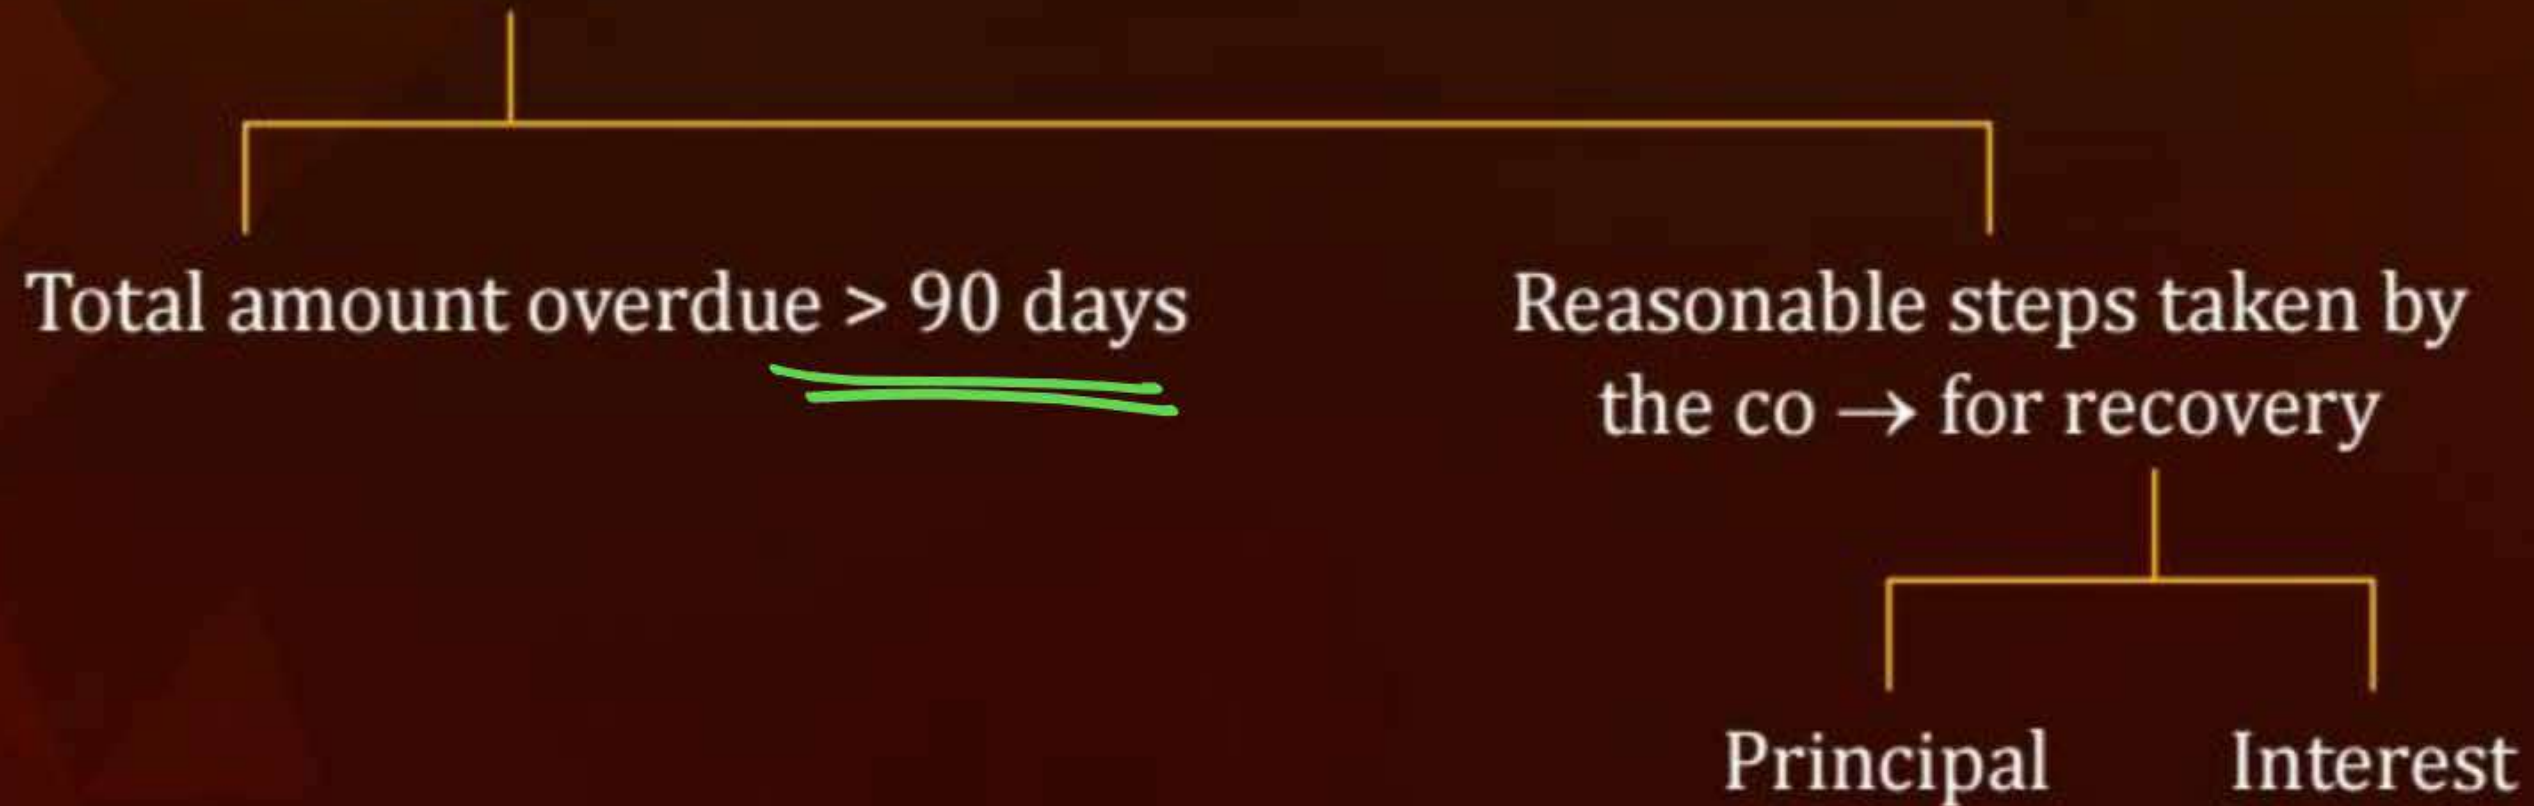 Total amount overdue > 90 days
Reasonable steps taken by
the co → for recovery
Principal
Interest